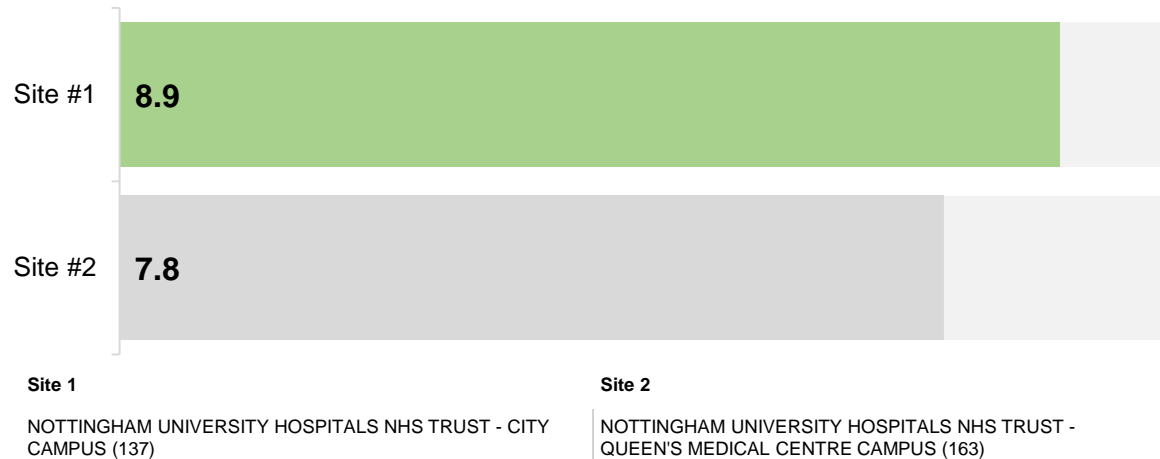 Site #1
8.9
Site #2
7.8
Site 1
NOTTINGHAM UNIVERSITY HOSPITALS NHS TRUST - CITY
CAMPUS (137)
Site 2
NOTTINGHAM UNIVERSITY HOSPITALS NHS TRUST -
QUEEN'S MEDICAL CENTRE CAMPUS (163)